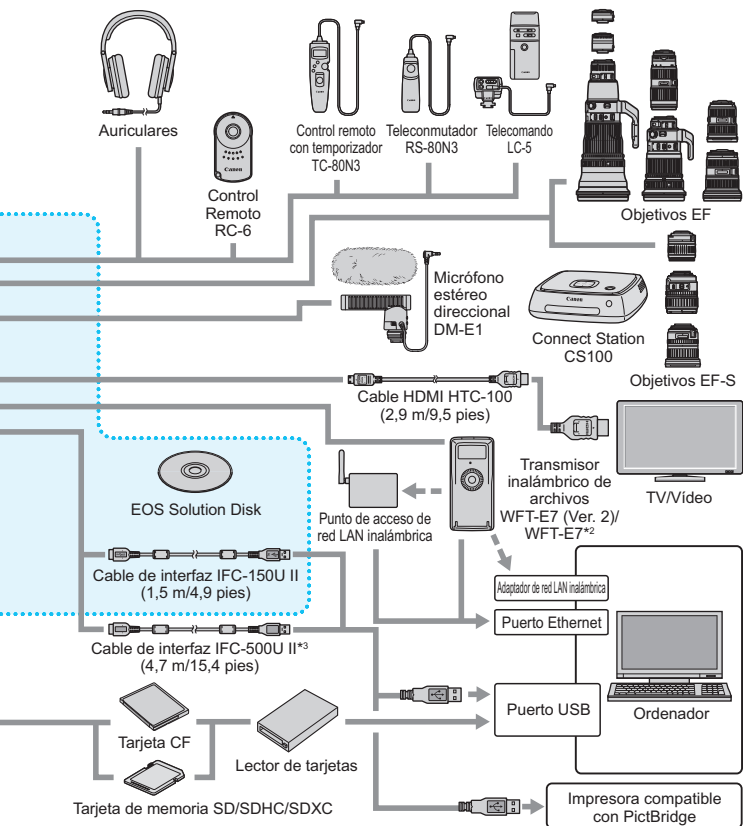 Auriculares
Canon
Control
Remoto
RC-6
Control remoto
con temporizador
TC-80N3
Teleconmutador
RS-80N3
Telecomando
LC-5
Objetivos EF
Micrófono
estéreo
direccional
DM-E1
Canon
Connect Station
CS100
Objetivos EF-S
Cable HDMI HTC-100
(2,9 m/9,5 pies)
TV/Vídeo
EOS Solution Disk
Punto de acceso de
red LAN inalámbrica
Transmisor
inalámbrico de
archivos
WFT-E7 (Ver. 2)/
WFT-E7*2
Cable de interfaz IFC-150U II
(1,5 m/4,9 pies)
Adaptador de red LAN inalámbrica
Puerto Ethernet
Cable de interfaz IFC-500U II*3
(4,7 m/15,4 pies)
Puerto USB
Ordenador
Tarjeta CF
Lector de tarjetas
Tarjeta de memoria SD/SDHC/SDXC
Impresora compatible
con PictBridge